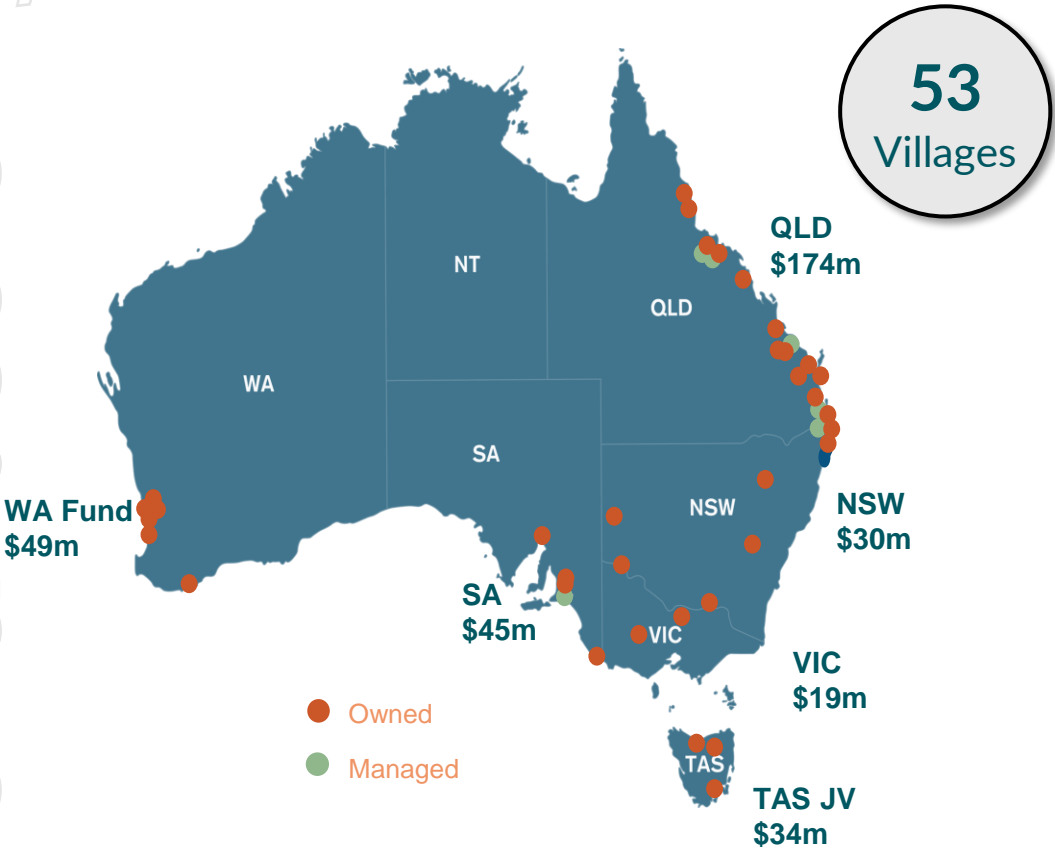 53
Villages
QLD
$174m
NT
QLD
WA
SA
NSW
WA Fund
$49m
NSW
$30m
SA
$45m
VIC
VIC
$19m
Owned
Managed
TAS
TAS JV
$34m